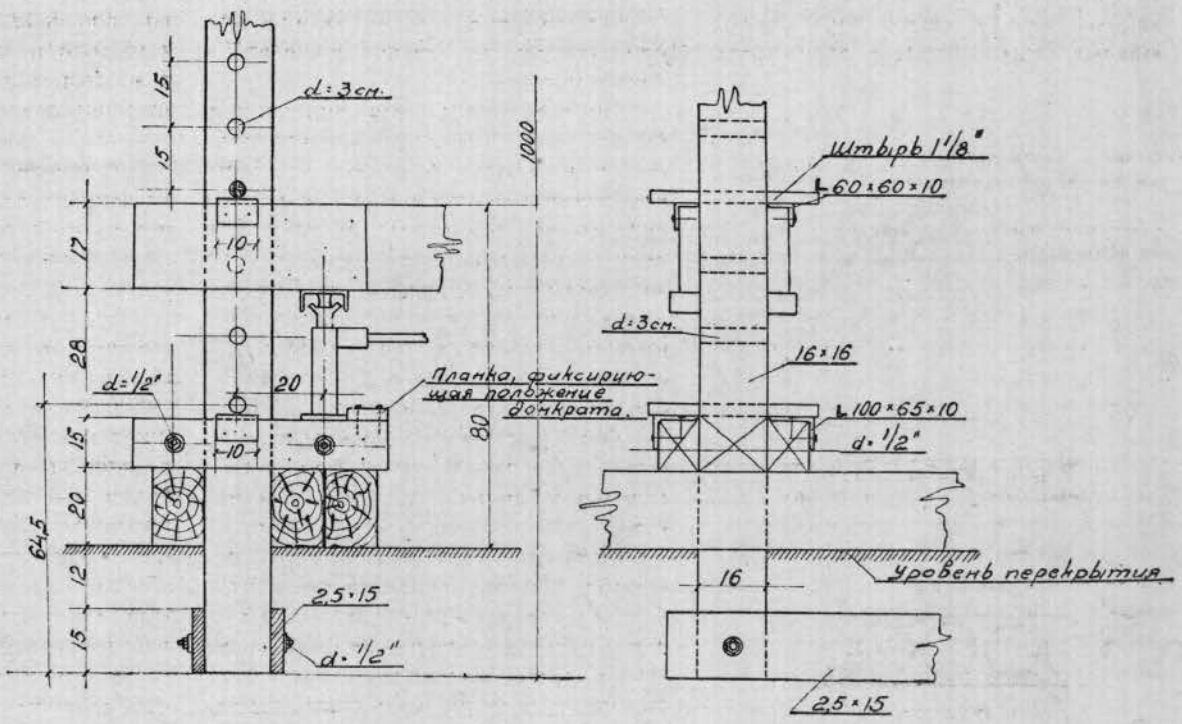 15
d=3см.
15
1000
Штырь 1 1/8"
∟60×60×10
17
10
28
d=3см.
16×16
d=1/2"
20
Планка, фиксирую-
щая положение
домкрата.
80
∟100×65×10
d=1/2"
15
10
20
64,5
12
16
Уровень перекрытия
2,5×15
15
d=1/2"
2,5×15